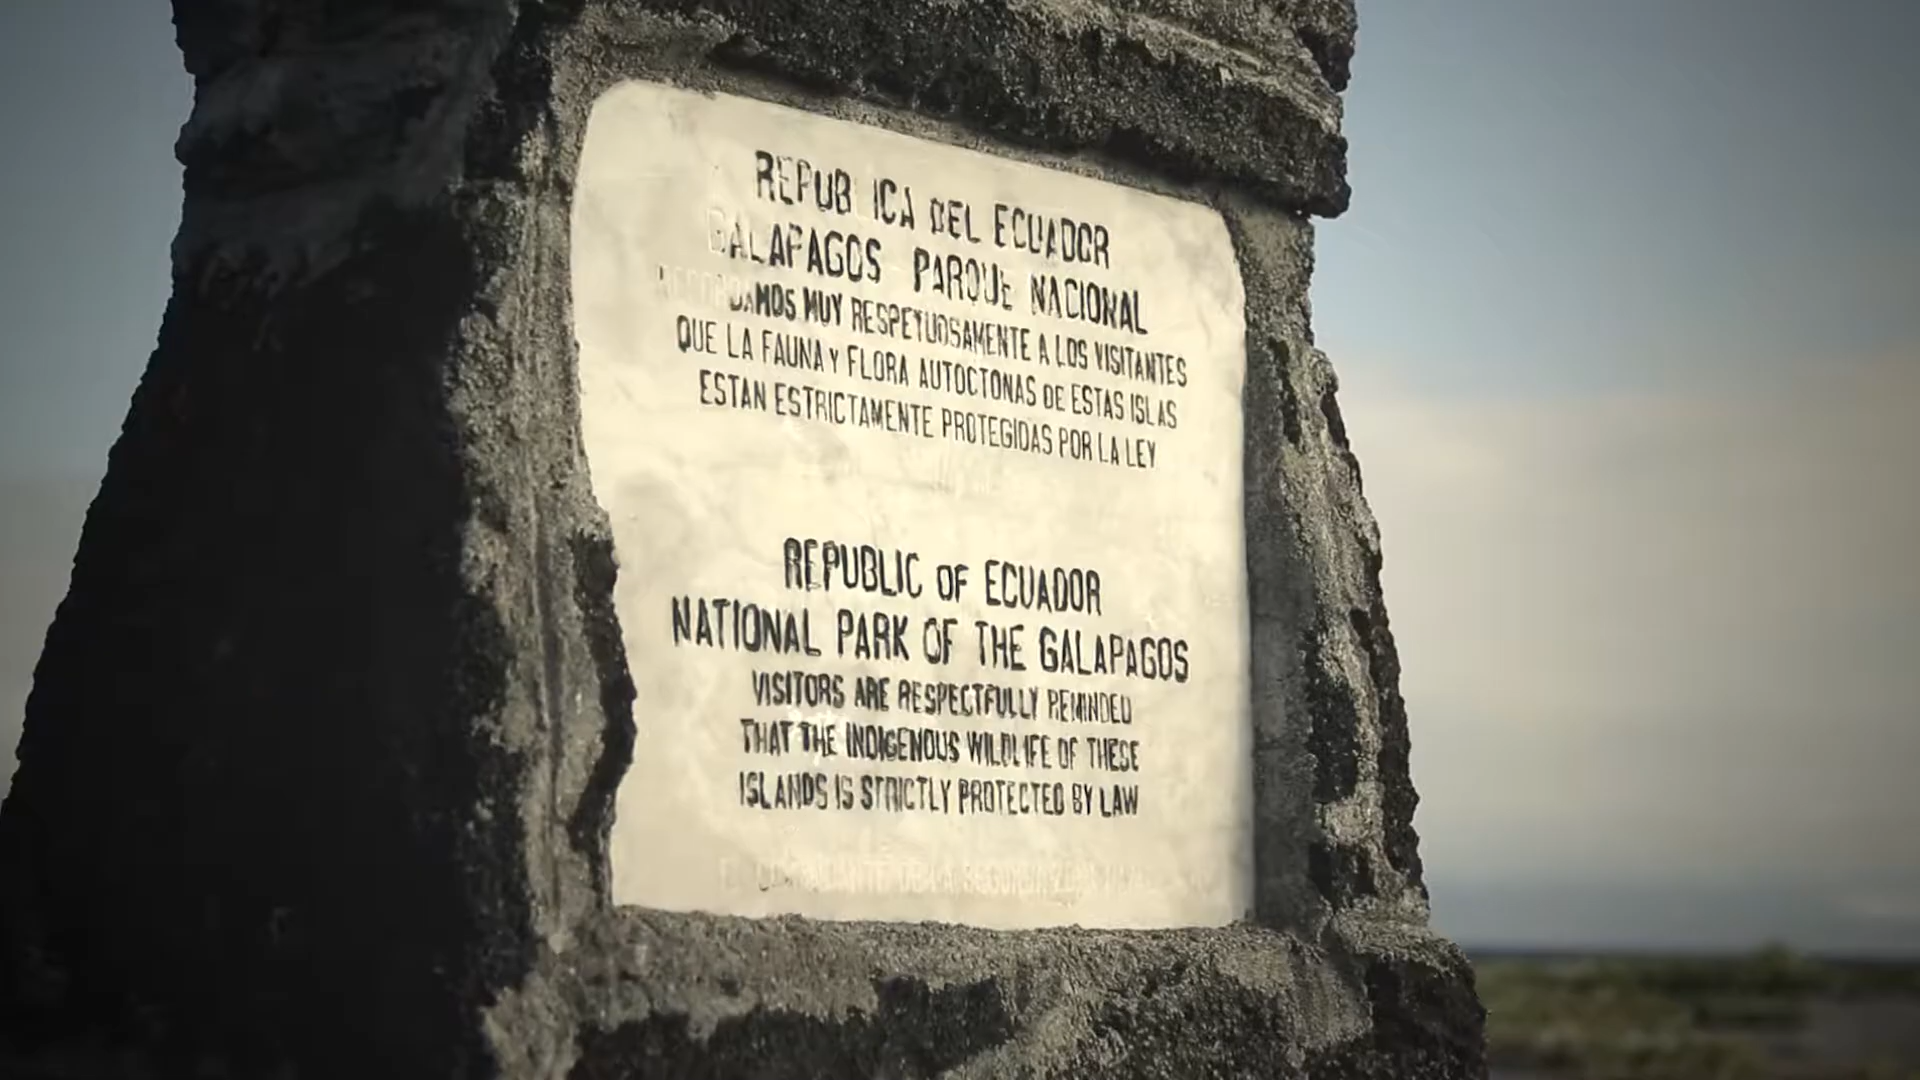 REPUBLICA DEL ECUADOR
GALAPAGOS PARQUE NACIONAL
RECORDAMOS MUY RESPETUOSAMENTE A LOS VISITANTES
QUE LA FAUNA Y FLORA AUTOCTONAS DE ESTAS ISLAS
ESTAN ESTRICTAMENTE PROTEGIDAS POR LA LEY
REPUBLIC OF ECUADOR
NATIONAL PARK OF THE GALAPAGOS
VISITORS ARE RESPECTFULLY REMINDED
THAT THE INDIGENOUS WILDLIFE OF THESE
ISLANDS IS STRICTLY PROTECTED BY LAW